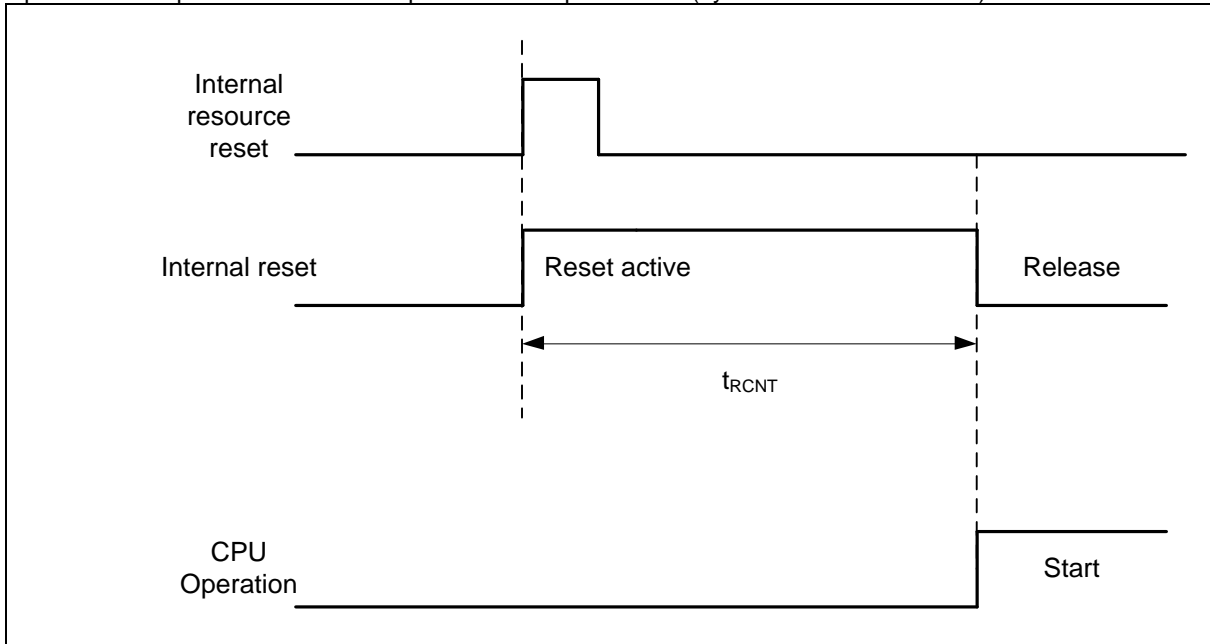 Internal
resource
reset
Internal reset
Reset active
Release
tRCNT
CPU
Operation
Start